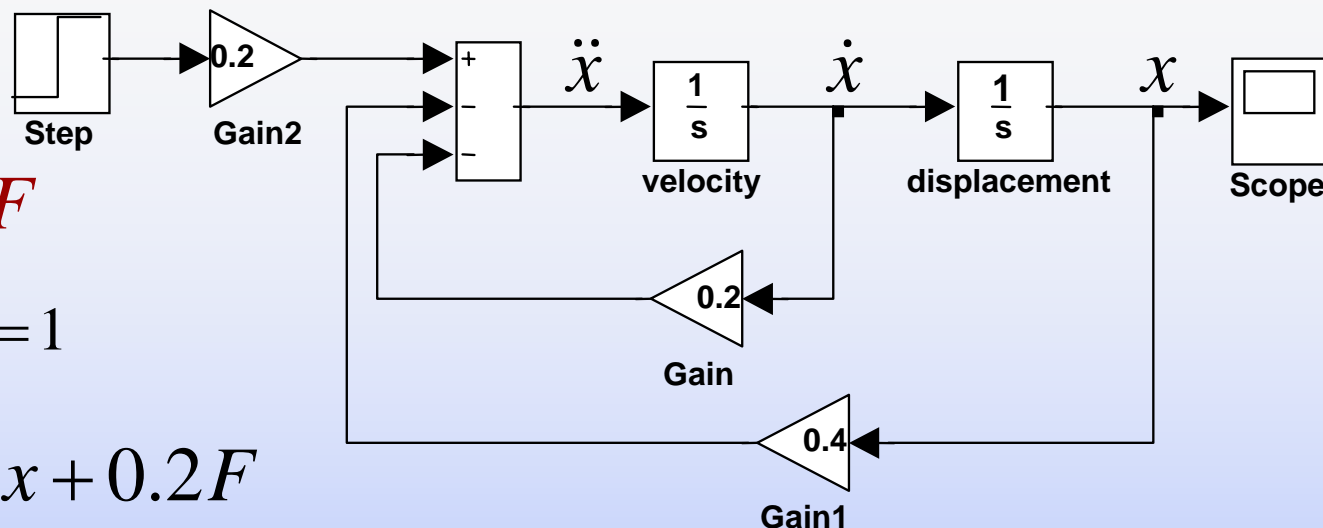 0.2
+
−
−
ẍ
1
s
ẋ
1
s
x
Step
Gain2
velocity
displacement
Scope
F
0.2
= 1
Gain
0.4
x + 0.2F
Gain1